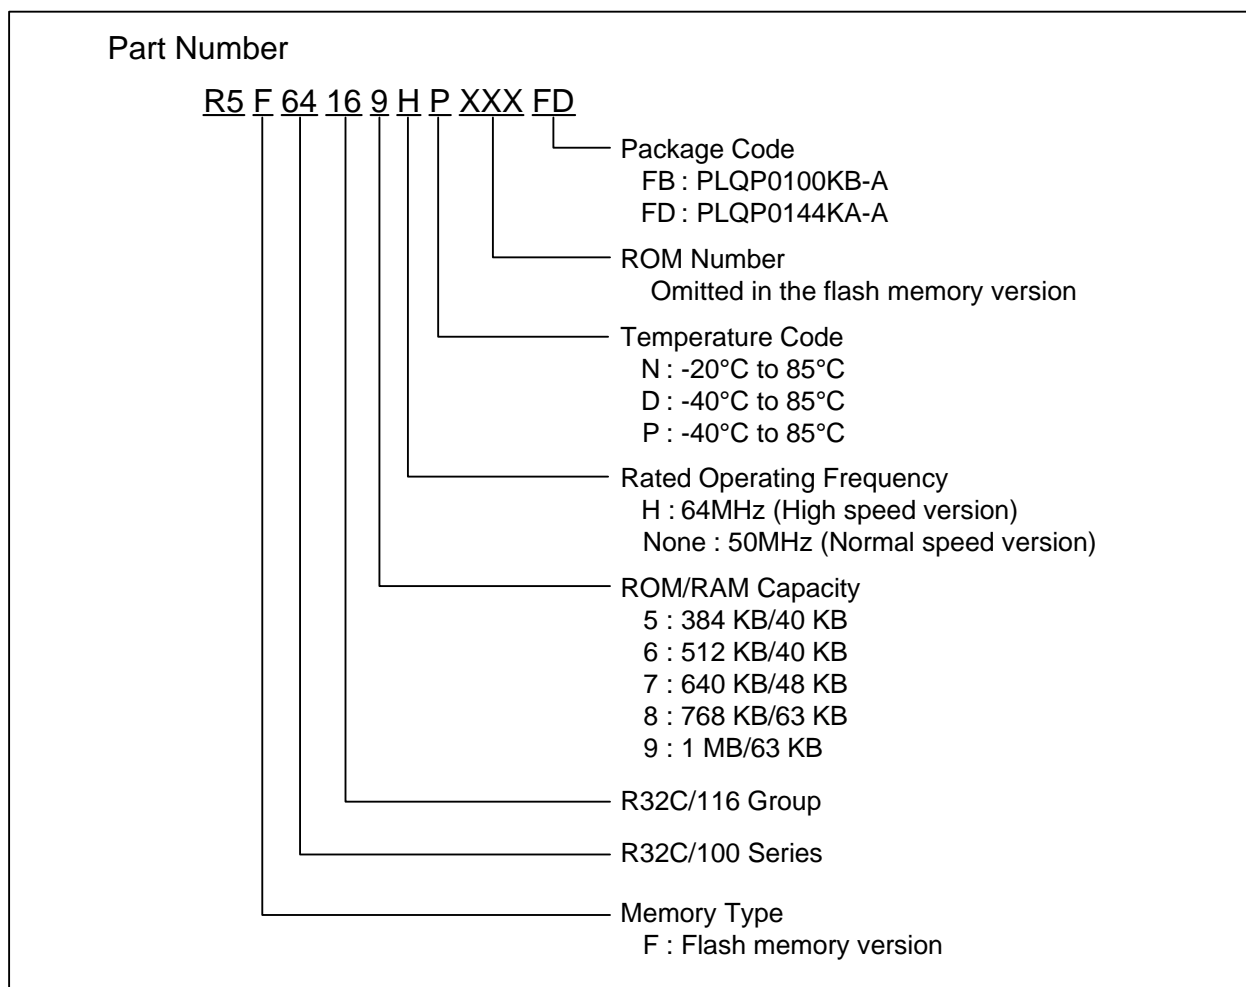 Part Number
R5 F 64 16 9 H P XXX FD
Package Code
FB : PLQP0100KB-A
FD : PLQP0144KA-A
ROM Number
Omitted in the flash memory version
Temperature Code
N : -20°C to 85°C
D : -40°C to 85°C
P : -40°C to 85°C
Rated Operating Frequency
H : 64MHz (High speed version)
None : 50MHz (Normal speed version)
ROM/RAM Capacity
5 : 384 KB/40 KB
6 : 512 KB/40 KB
7 : 640 KB/48 KB
8 : 768 KB/63 KB
9 : 1 MB/63 KB
R32C/116 Group
R32C/100 Series
Memory Type
F : Flash memory version